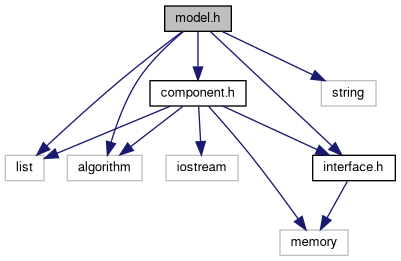 model.h
component.h
string
list
algorithm
iostream
interface.h
memory